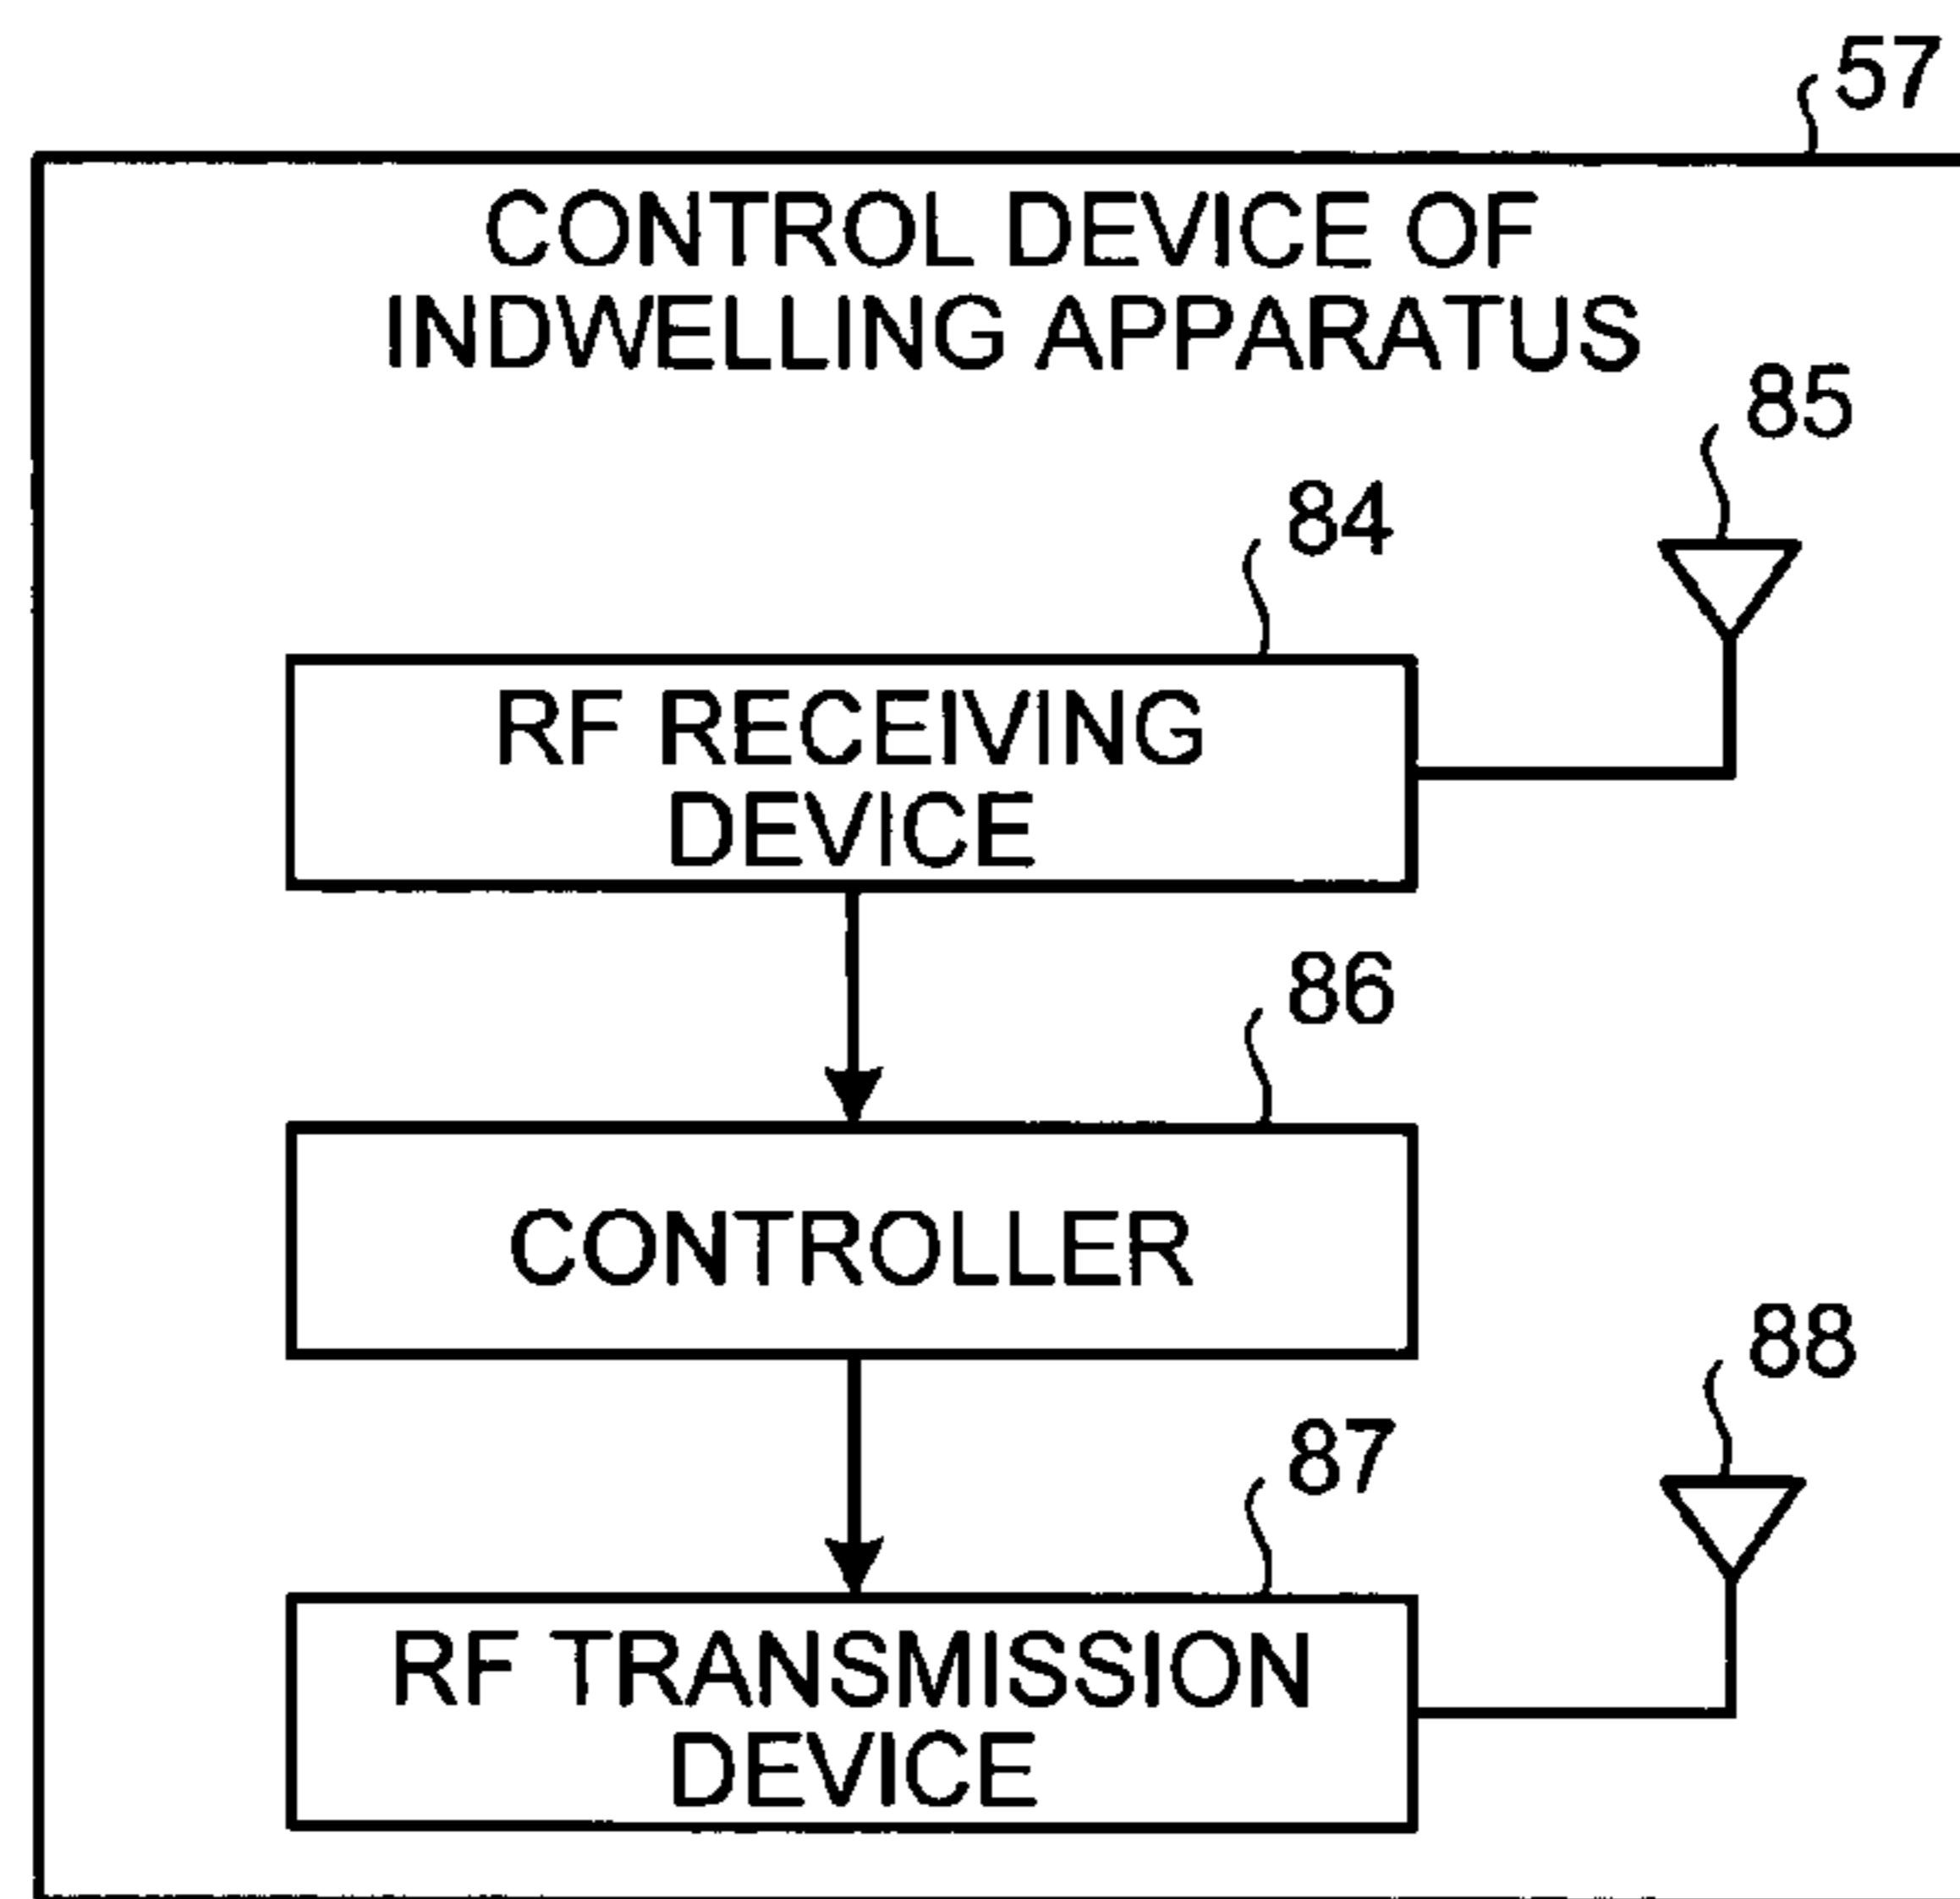 57
CONTROL DEVICE OF
INDWELLING APPARATUS
85
84
RF RECEIVING
DEVICE
86
CONTROLLER
88
87
RF TRANSMISSION
DEVICE